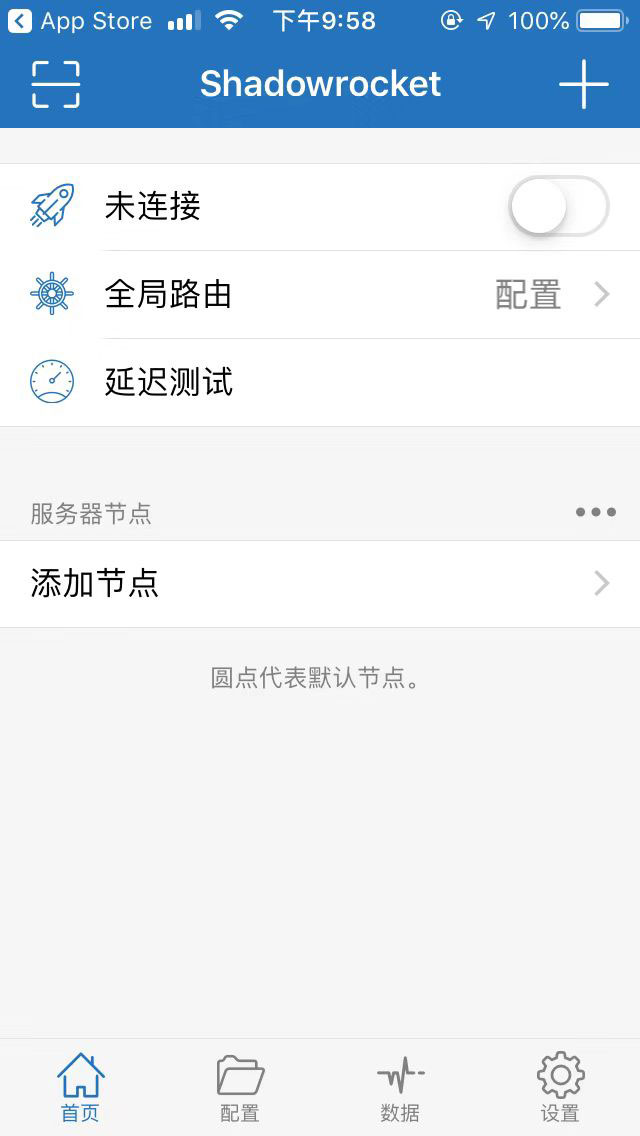 App Store 下午9:58 100%
Shadowrocket
未连接
全局路由 配置
延迟测试
服务器节点
添加节点
圆点代表默认节点。
首页 配置 数据 设置